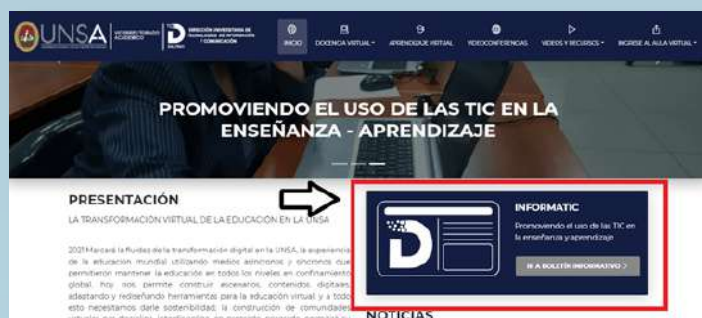 UNSA
VICERRECTORADO
ACADÉMICO
DIRECCIÓN UNIVERSITARIA DE
TECNOLOGÍAS DE INFORMACIÓN
Y COMUNICACIÓN
INICIO
DOCENCIA VIRTUAL
APRENDIZAJE VIRTUAL
VIDEOCONFERENCIAS
VIDEOS Y RECURSOS
INGRESE AL AULA VIRTUAL
PROMOVIENDO EL USO DE LAS TIC EN LA
ENSEÑANZA - APRENDIZAJE
PRESENTACIÓN
LA TRANSFORMACIÓN VIRTUAL DE LA EDUCACIÓN EN LA UNSA
2021 Marcará la fluidez de la transformación digital en la UNSA, la experiencia
de la educación mundial utilizando medios asíncronos y síncronos que
permitieron mantener la educación en todos los niveles en confinamiento
global, hoy nos permite construir escenarios, contenidos digitales,
adaptando y rediseñando herramientas para la educación virtual y a todo
esto necesitamos darle sostenibilidad, la construcción de comunidades
INFORMATIC
Promoviendo el uso de las TIC en
la enseñanza y aprendizaje
IR A BOLETÍN INFORMATIVO >
NOTICIAS